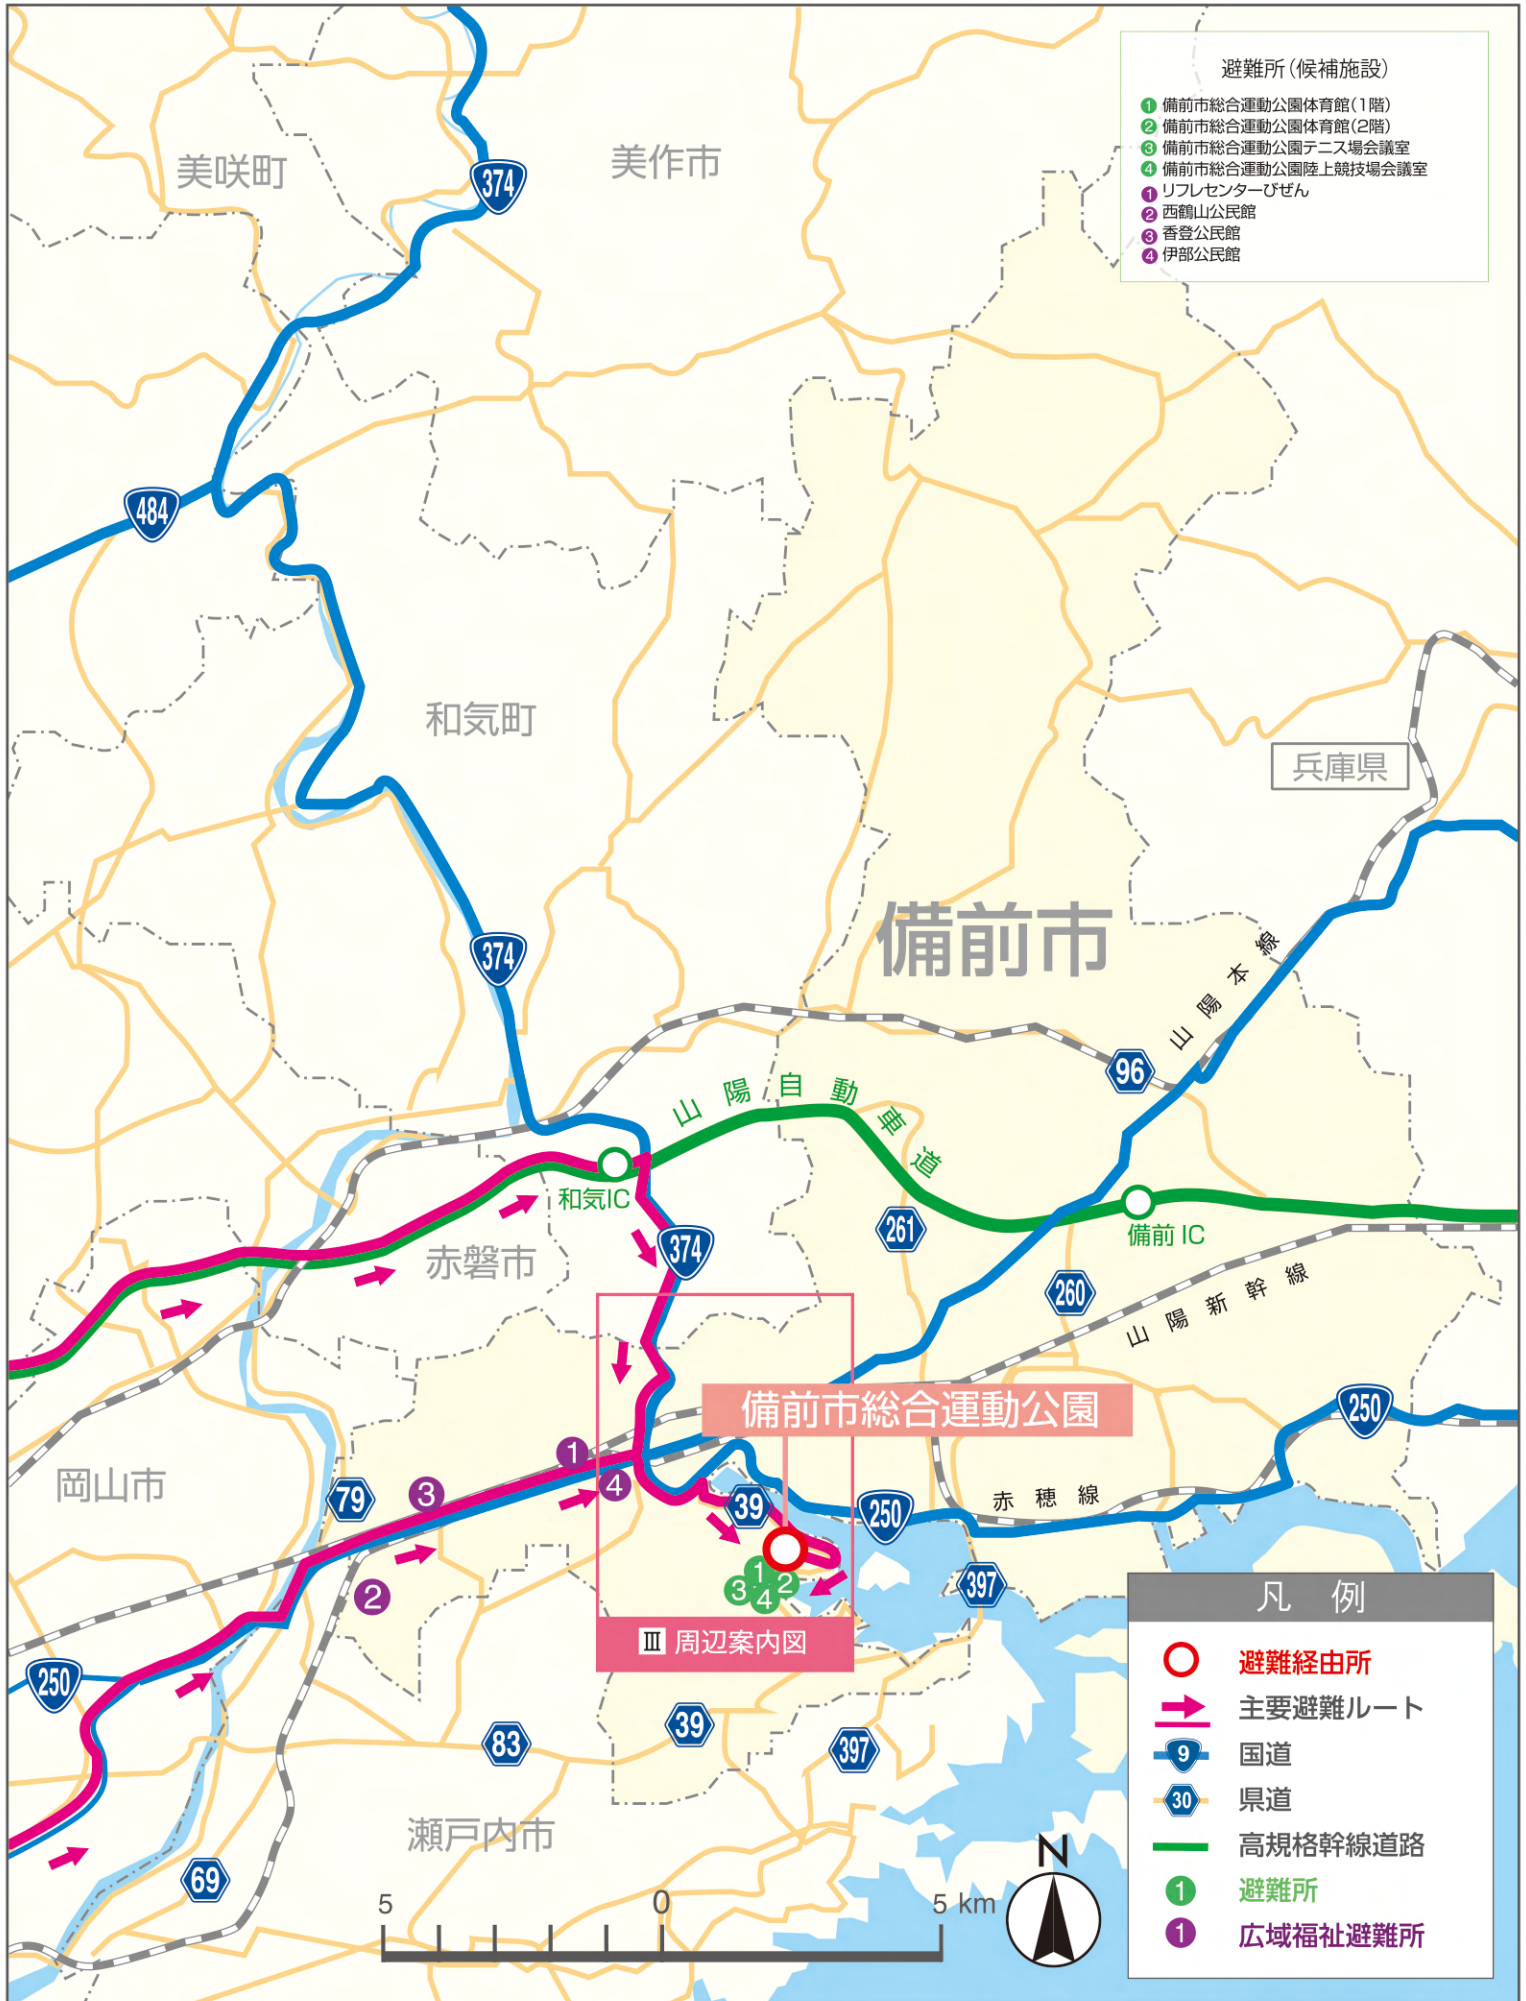 避難所(候補施設)
1 備前市総合運動公園体育館(1階)
2 備前市総合運動公園体育館(2階)
3 備前市総合運動公園テニス場会議室
4 備前市総合運動公園陸上競技場会議室
1 リフレセンターびぜん
2 西鶴山公民館
3 香登公民館
4 伊部公民館
美咲町
美作市
374
484
和気町
兵庫県
備前市
374
山陽本線
96
山陽自動車道
和気IC
374
赤磐市
261
備前 IC
260
山陽新幹線
備前市総合運動公園
250
岡山市
79
1
3
4
39
250
赤穂線
2
1
2
3
4
397
Ⅲ 周辺案内図
250
83
39
397
瀬戸内市
69
5 0 5 km
N
凡 例
避難経由所
主要避難ルート
9 国道
30 県道
高規格幹線道路
1 避難所
1 広域福祉避難所